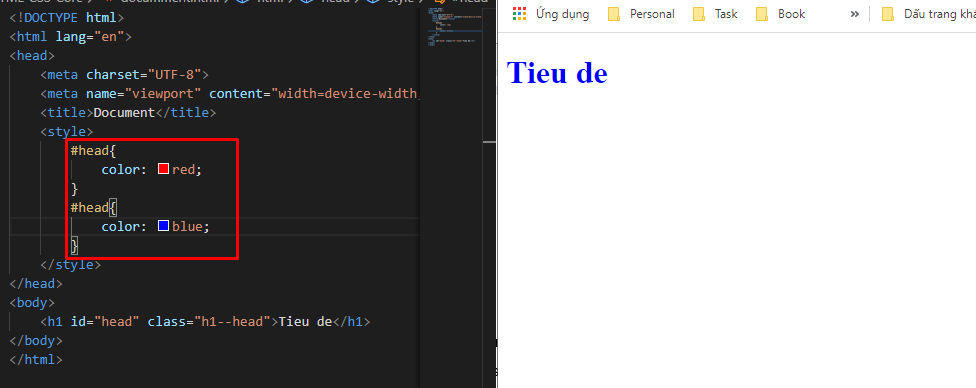 <!DOCTYPE html>
<html lang="en">
<head>
<meta charset="UTF-8">
<meta name="viewport" content="width=device-width
<title>Document</title>
<style>
#head{
color: red;
}
#head{
color: blue;
}
</style>
</head>
<body>
<h1 id="head" class="h1--head">Tieu de</h1>
</body>
</html>
Ứng dụng Personal Task Book » Dấu trang khá
Tieu de